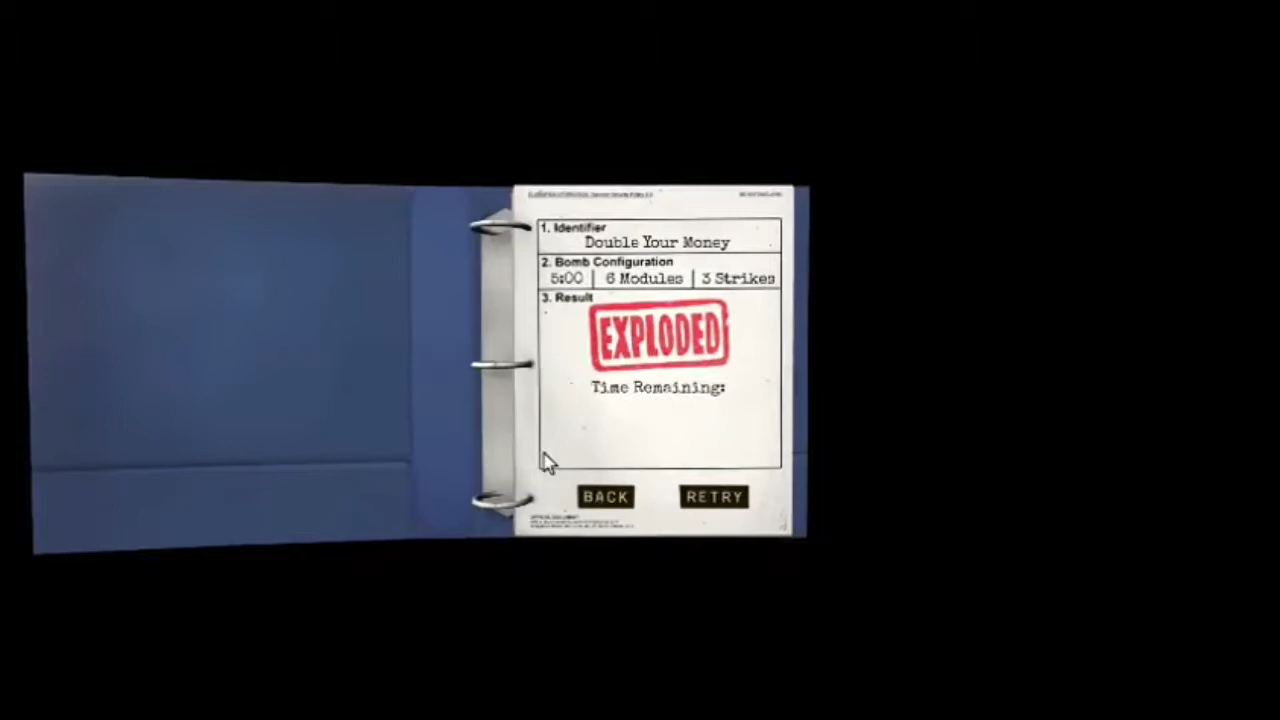 1. Identifier
Double Your Money
2. Bomb Configuration
5:00 | 6 Modules | 3 Strikes
3. Result
EXPLODED
Time Remaining:
BACK RETRY